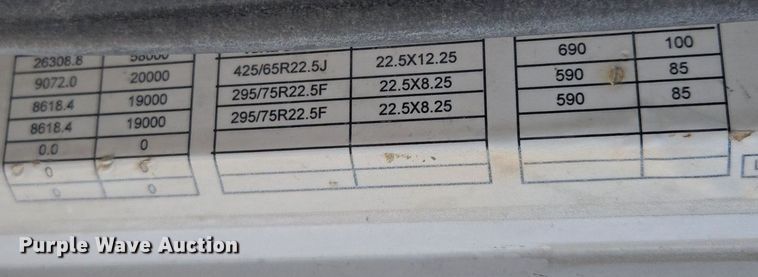 26308.8 58000
9072.0 20000 425/65R22.5J 22.5X12.25 690 100
8618.4 19000 295/75R22.5F 22.5X8.25 590 85
8618.4 19000 295/75R22.5F 22.5X8.25 590 85
0.0 0
0 0
0 0
Purple Wave Auction